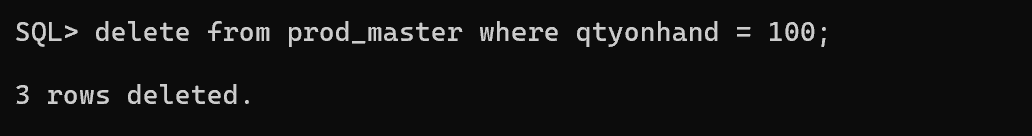 SQL> delete from prod_master where qtyonhand = 100;
3 rows deleted.